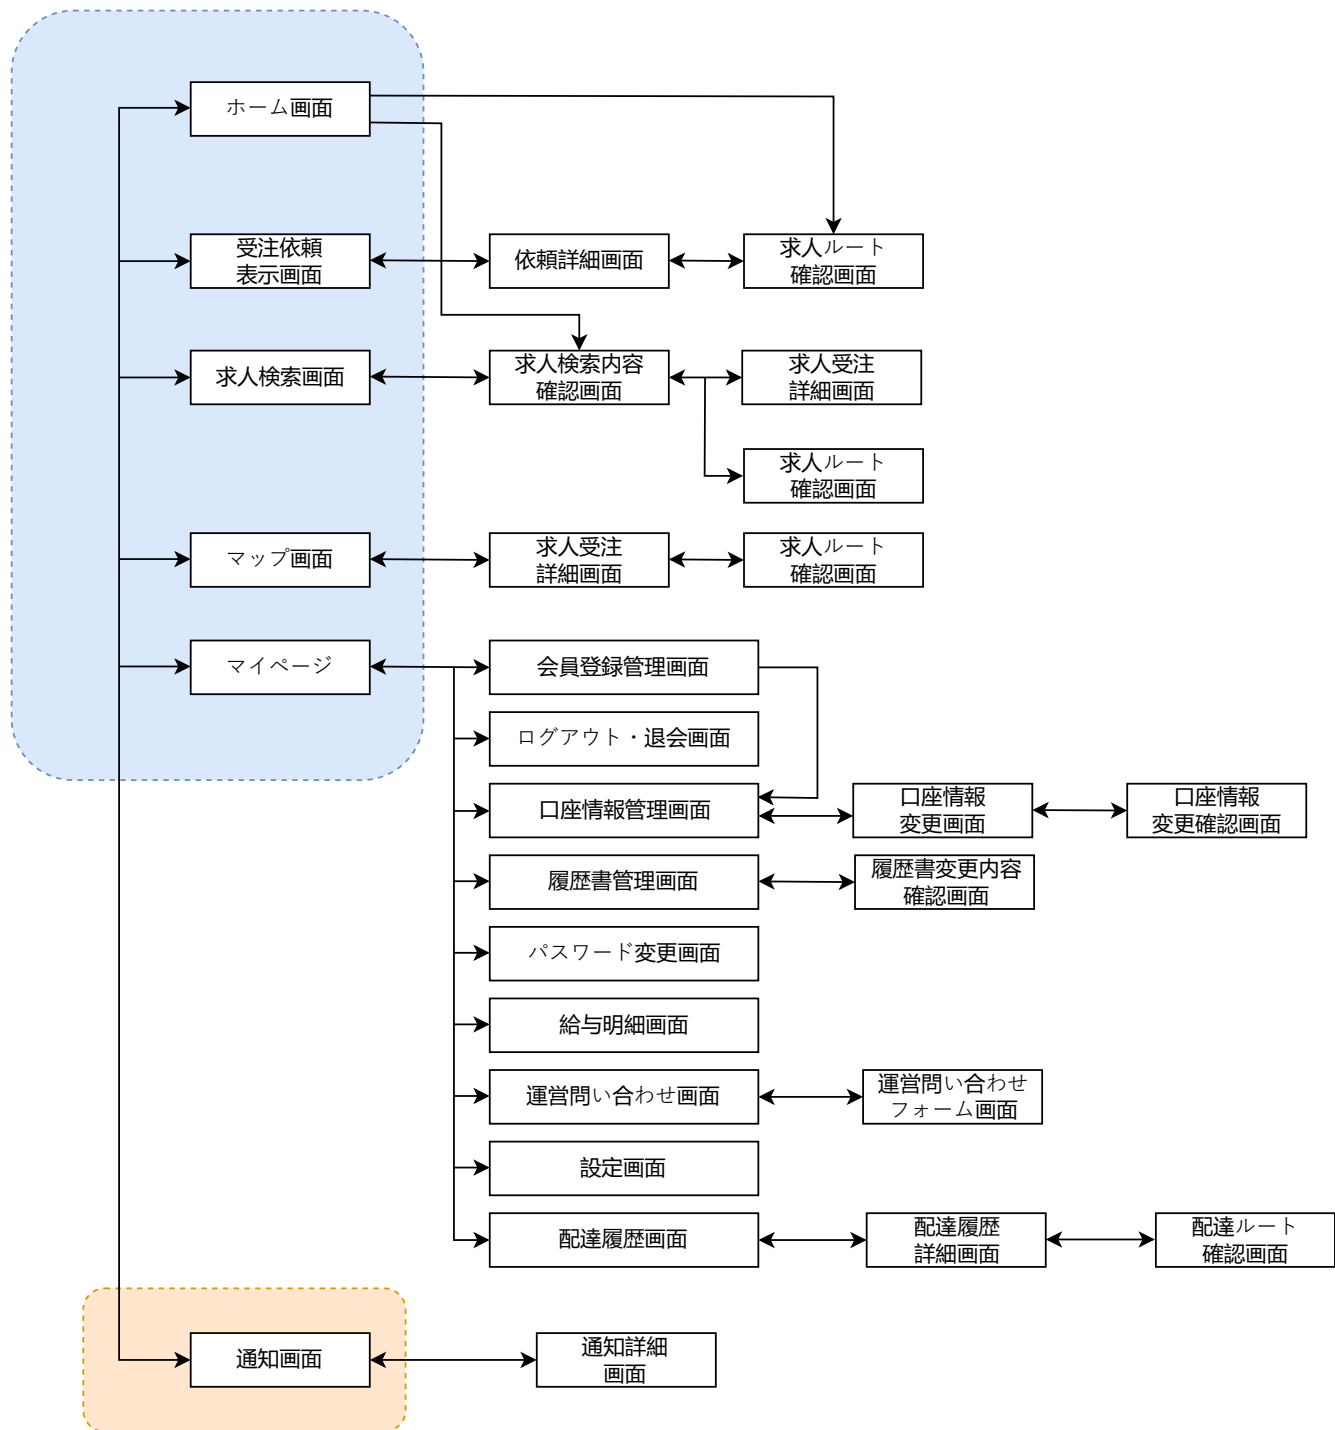 ホーム画面
受注依頼
表示画面
依頼詳細画面
求人ルート
確認画面
求人検索画面
求人検索内容
確認画面
求人受注
詳細画面
求人ルート
確認画面
マップ画面
求人受注
詳細画面
求人ルート
確認画面
マイページ
会員登録管理画面
ログアウト・退会画面
口座情報管理画面
口座情報
変更画面
口座情報
変更確認画面
履歴書管理画面
履歴書変更内容
確認画面
パスワード変更画面
給与明細画面
運営問い合わせ画面
運営問い合わせ
フォーム画面
設定画面
配達履歴画面
配達履歴
詳細画面
配達ルート
確認画面
通知画面
通知詳細
画面